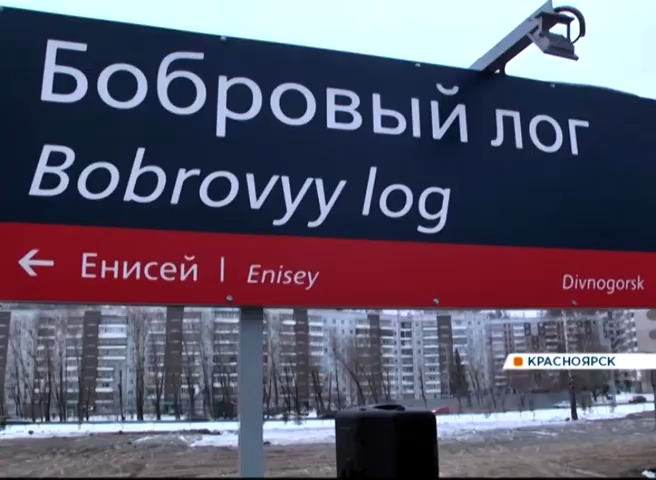 Бобровый лог
Bobrovyy log
← Енисей | Enisey
Divnogorsk
КРАСНОЯРСК